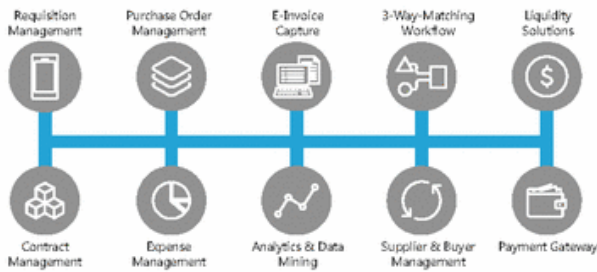 Requisition
Management
Purchase Order
Management
E-Invoice
Capture
3-Way-Matching
Workflow
Liquidity
Solutions
$
Contract
Management
Expense
Management
Analytics & Data
Mining
Supplier & Buyer
Management
Payment Gateway